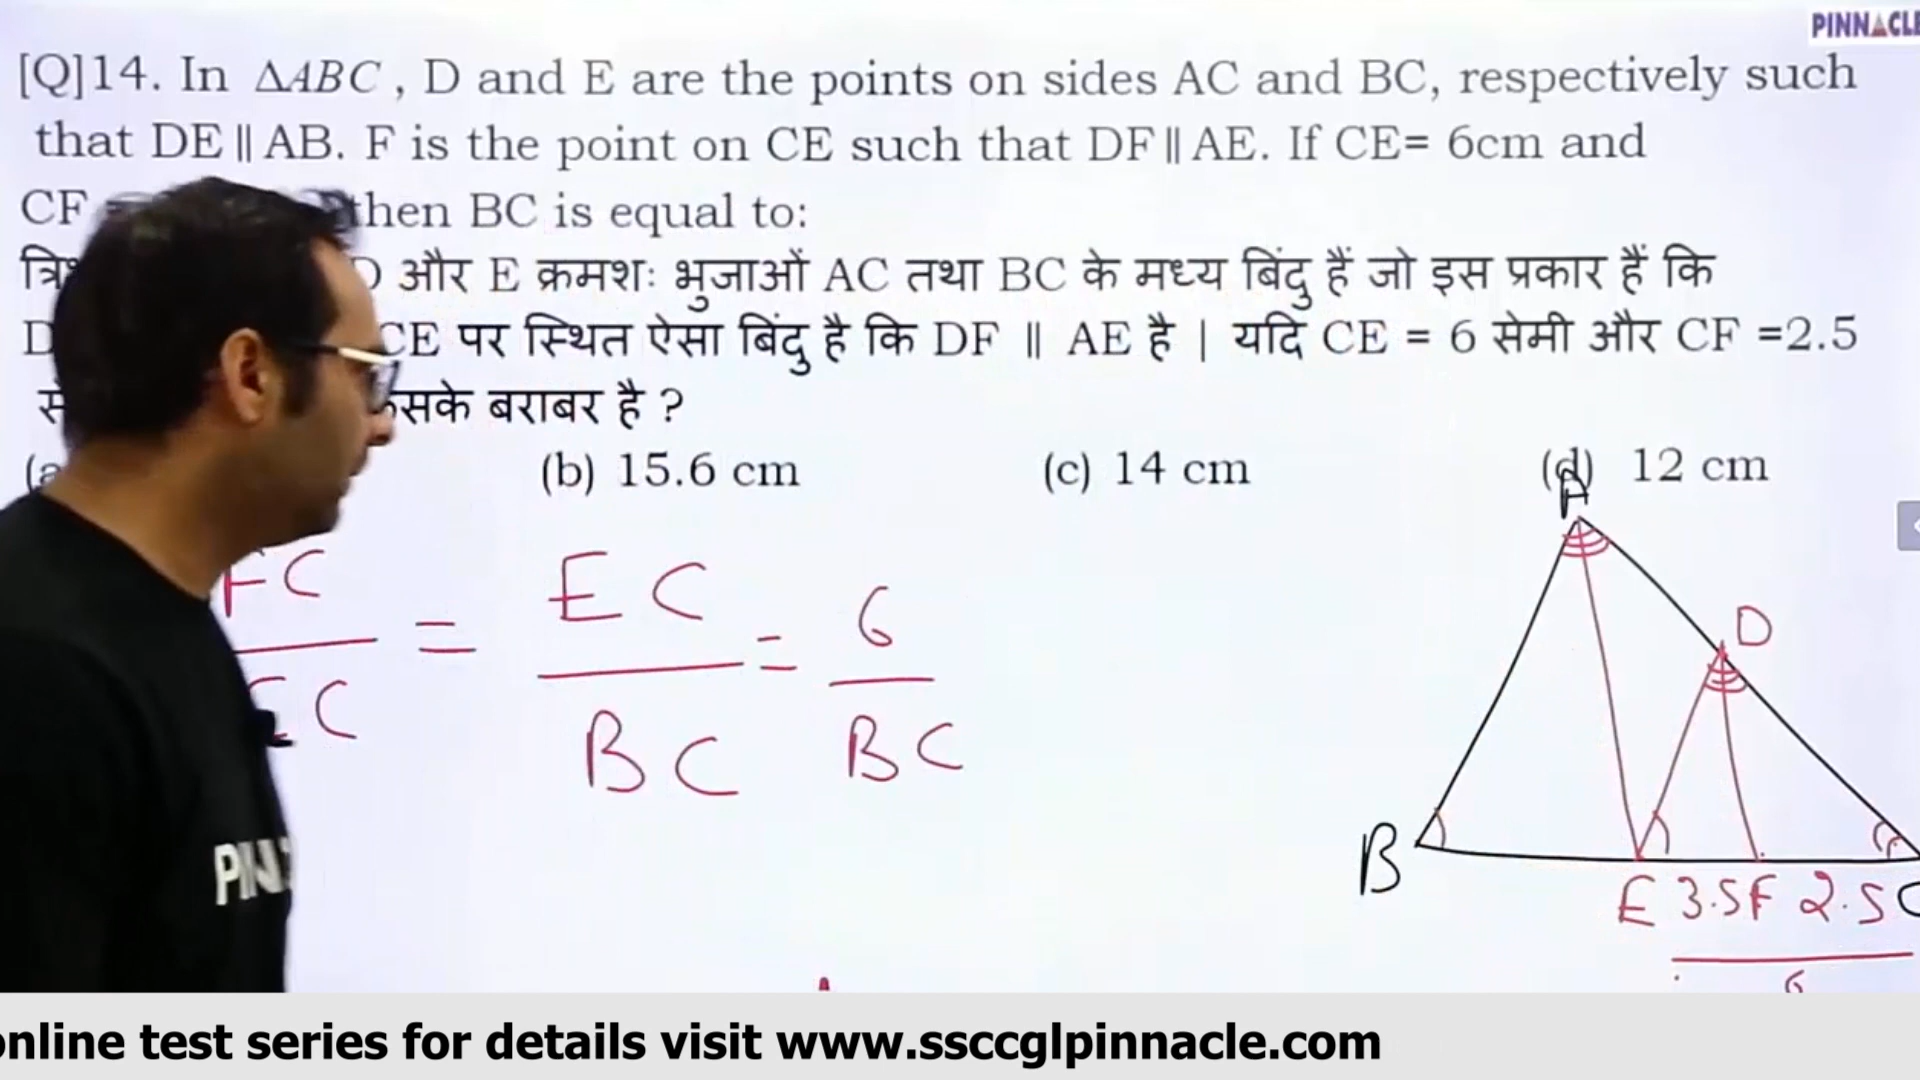 PINNACLE
[Q]14. In ΔABC , D and E are the points on sides AC and BC, respectively such
that DE || AB. F is the point on CE such that DF || AE. If CE= 6cm and
CF then BC is equal to:
D और E क्रमशः भुजाओं AC तथा BC के मध्य बिंदु हैं जो इस प्रकार हैं कि
D CE पर स्थित ऐसा बिंदु है कि DF || AE है | यदि CE = 6 सेमी और CF =2.5
किसके बराबर है ?
(a (b) 15.6 cm (c) 14 cm (d) 12 cm
FC / EC = EC / BC = 6 / BC
A
D
B
E 3.5 F 2.5 C
6
online test series for details visit www.ssccglpinnacle.com